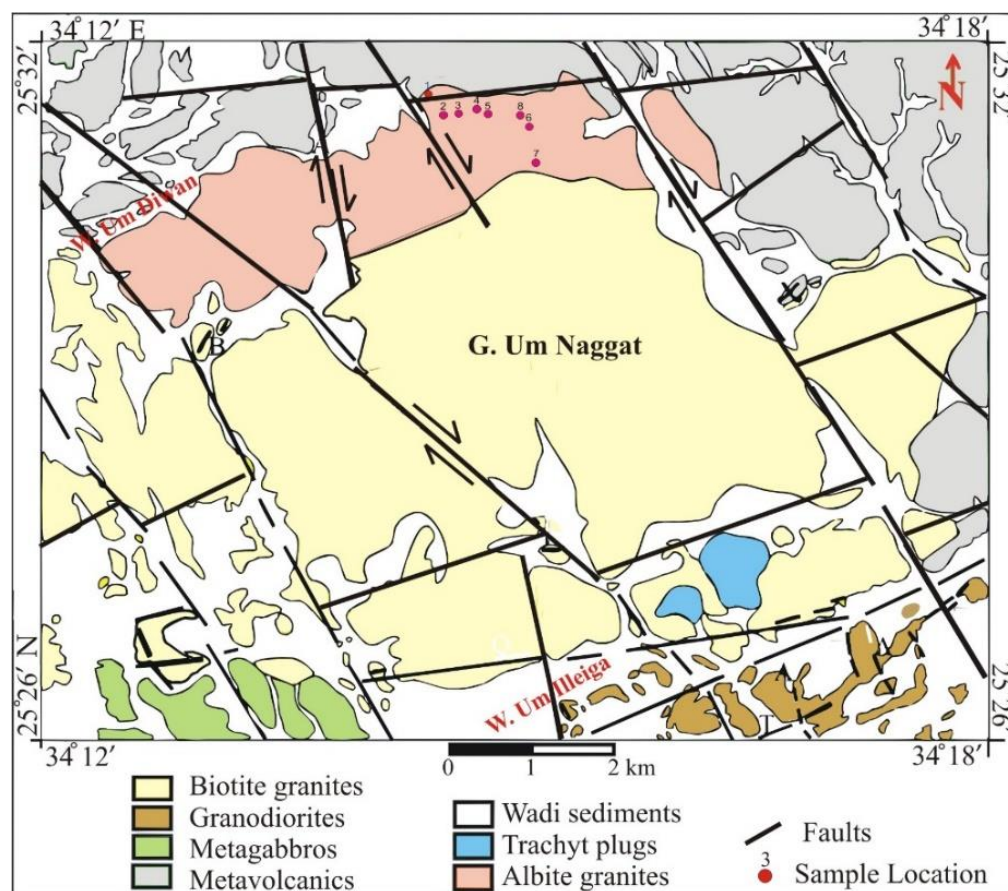 34°12′ E
34°18′
25°32′
25°32′
N
1
2
3
4
5
8
6
7
W. Um Diwan
B
G. Um Naggat
W. Um Illeiga
T
25°26′ N
25°26′
34°12′
34°18′
0 1 2 km
Biotite granites
Granodiorites
Metagabbros
Metavolcanics
Wadi sediments
Trachyt plugs
Albite granites
Faults
3
Sample Location